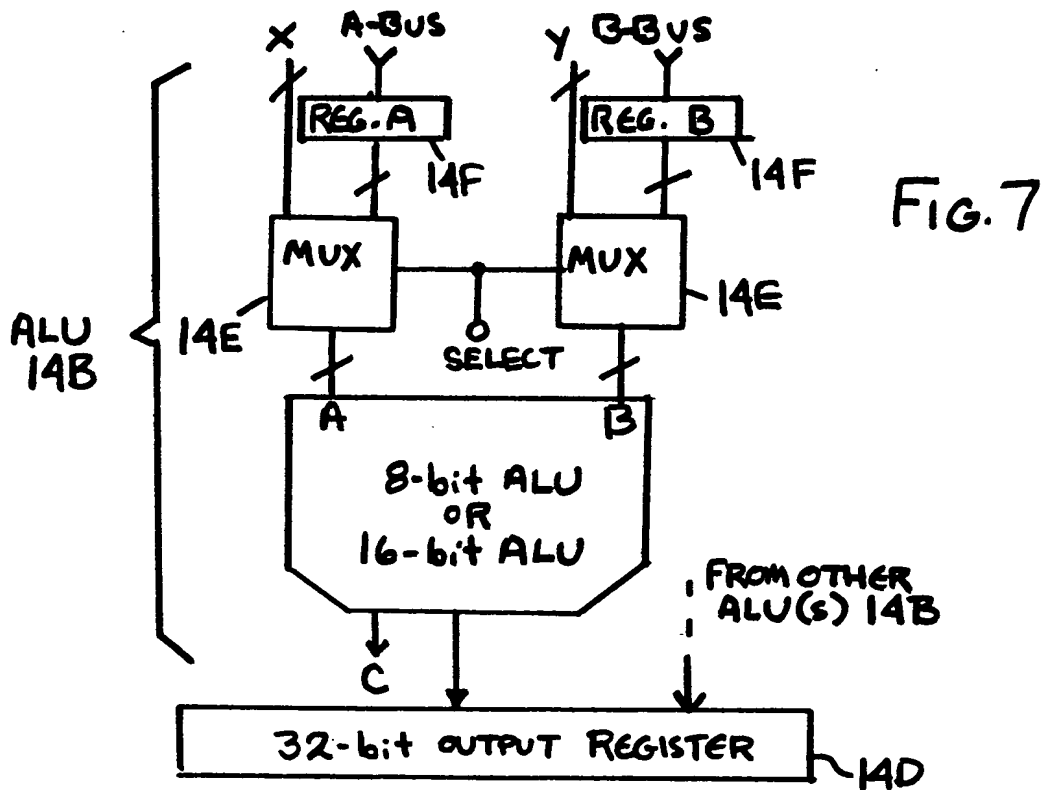 X
A-BUS
Y
B-BUS
REG. A
REG. B
14F
14F
FIG. 7
MUX
MUX
14E
14E
SELECT
ALU
14B
A
B
8-bit ALU
OR
16-bit ALU
FROM OTHER
ALU(s) 14B
C
32-bit OUTPUT REGISTER
14D